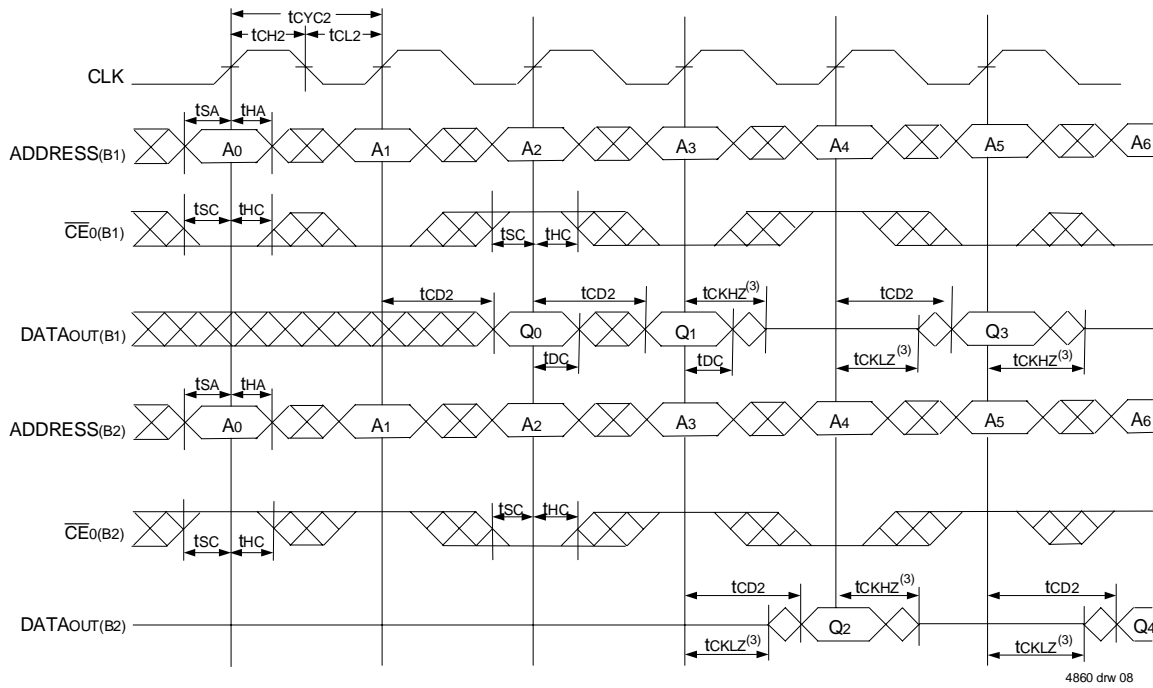 tCYC2
tCH2 tCL2
CLK
tSA tHA
ADDRESS(B1) A0 A1 A2 A3 A4 A5 A6
tSC tHC
CE0(B1)
tSC tHC
tCD2 tCD2 tCKHZ(3) tCD2
DATAOUT(B1) Q0 Q1 Q3
tDC tDC tCKLZ(3) tCKHZ(3)
tSA tHA
ADDRESS(B2) A0 A1 A2 A3 A4 A5 A6
tSC tHC
CE0(B2)
tSC tHC
tCD2 tCKHZ(3) tCD2
DATAOUT(B2) Q2 Q4
tCKLZ(3) tCKLZ(3)
4860 drw 08